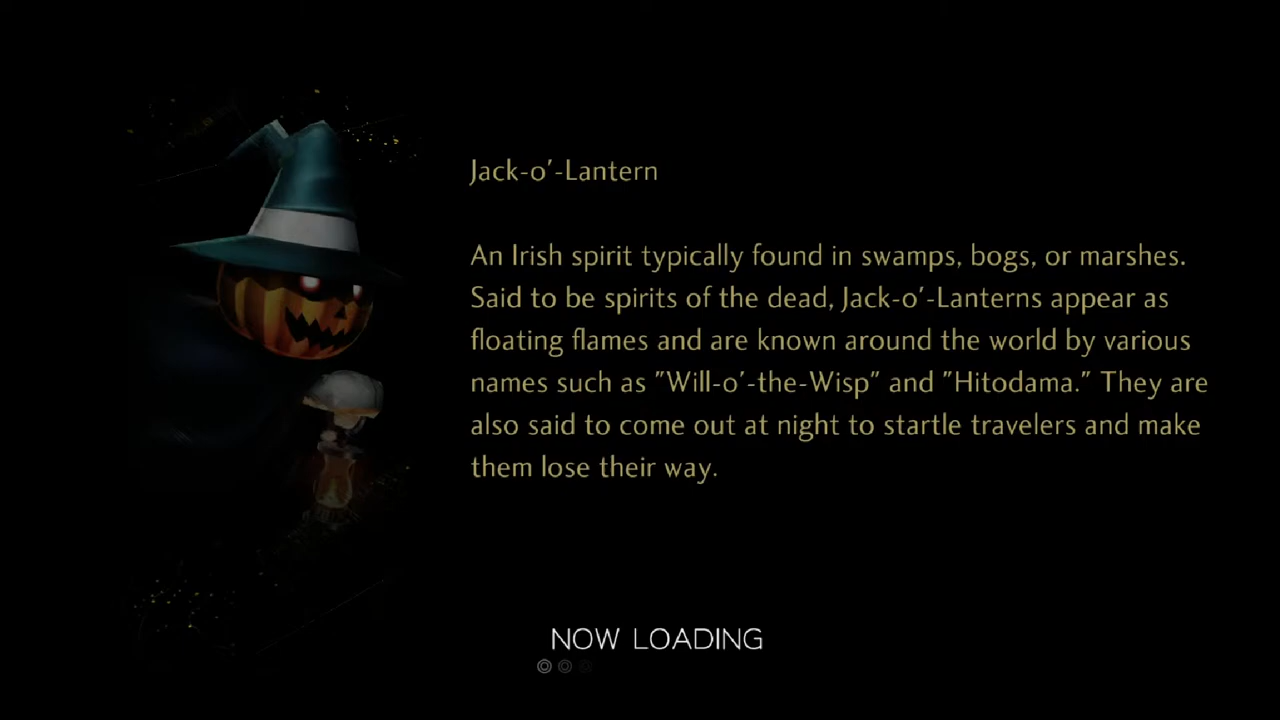 Jack-o'-Lantern
An Irish spirit typically found in swamps, bogs, or marshes.
Said to be spirits of the dead, Jack-o'-Lanterns appear as
floating flames and are known around the world by various
names such as "Will-o'-the-Wisp" and "Hitodama." They are
also said to come out at night to startle travelers and make
them lose their way.
NOW LOADING